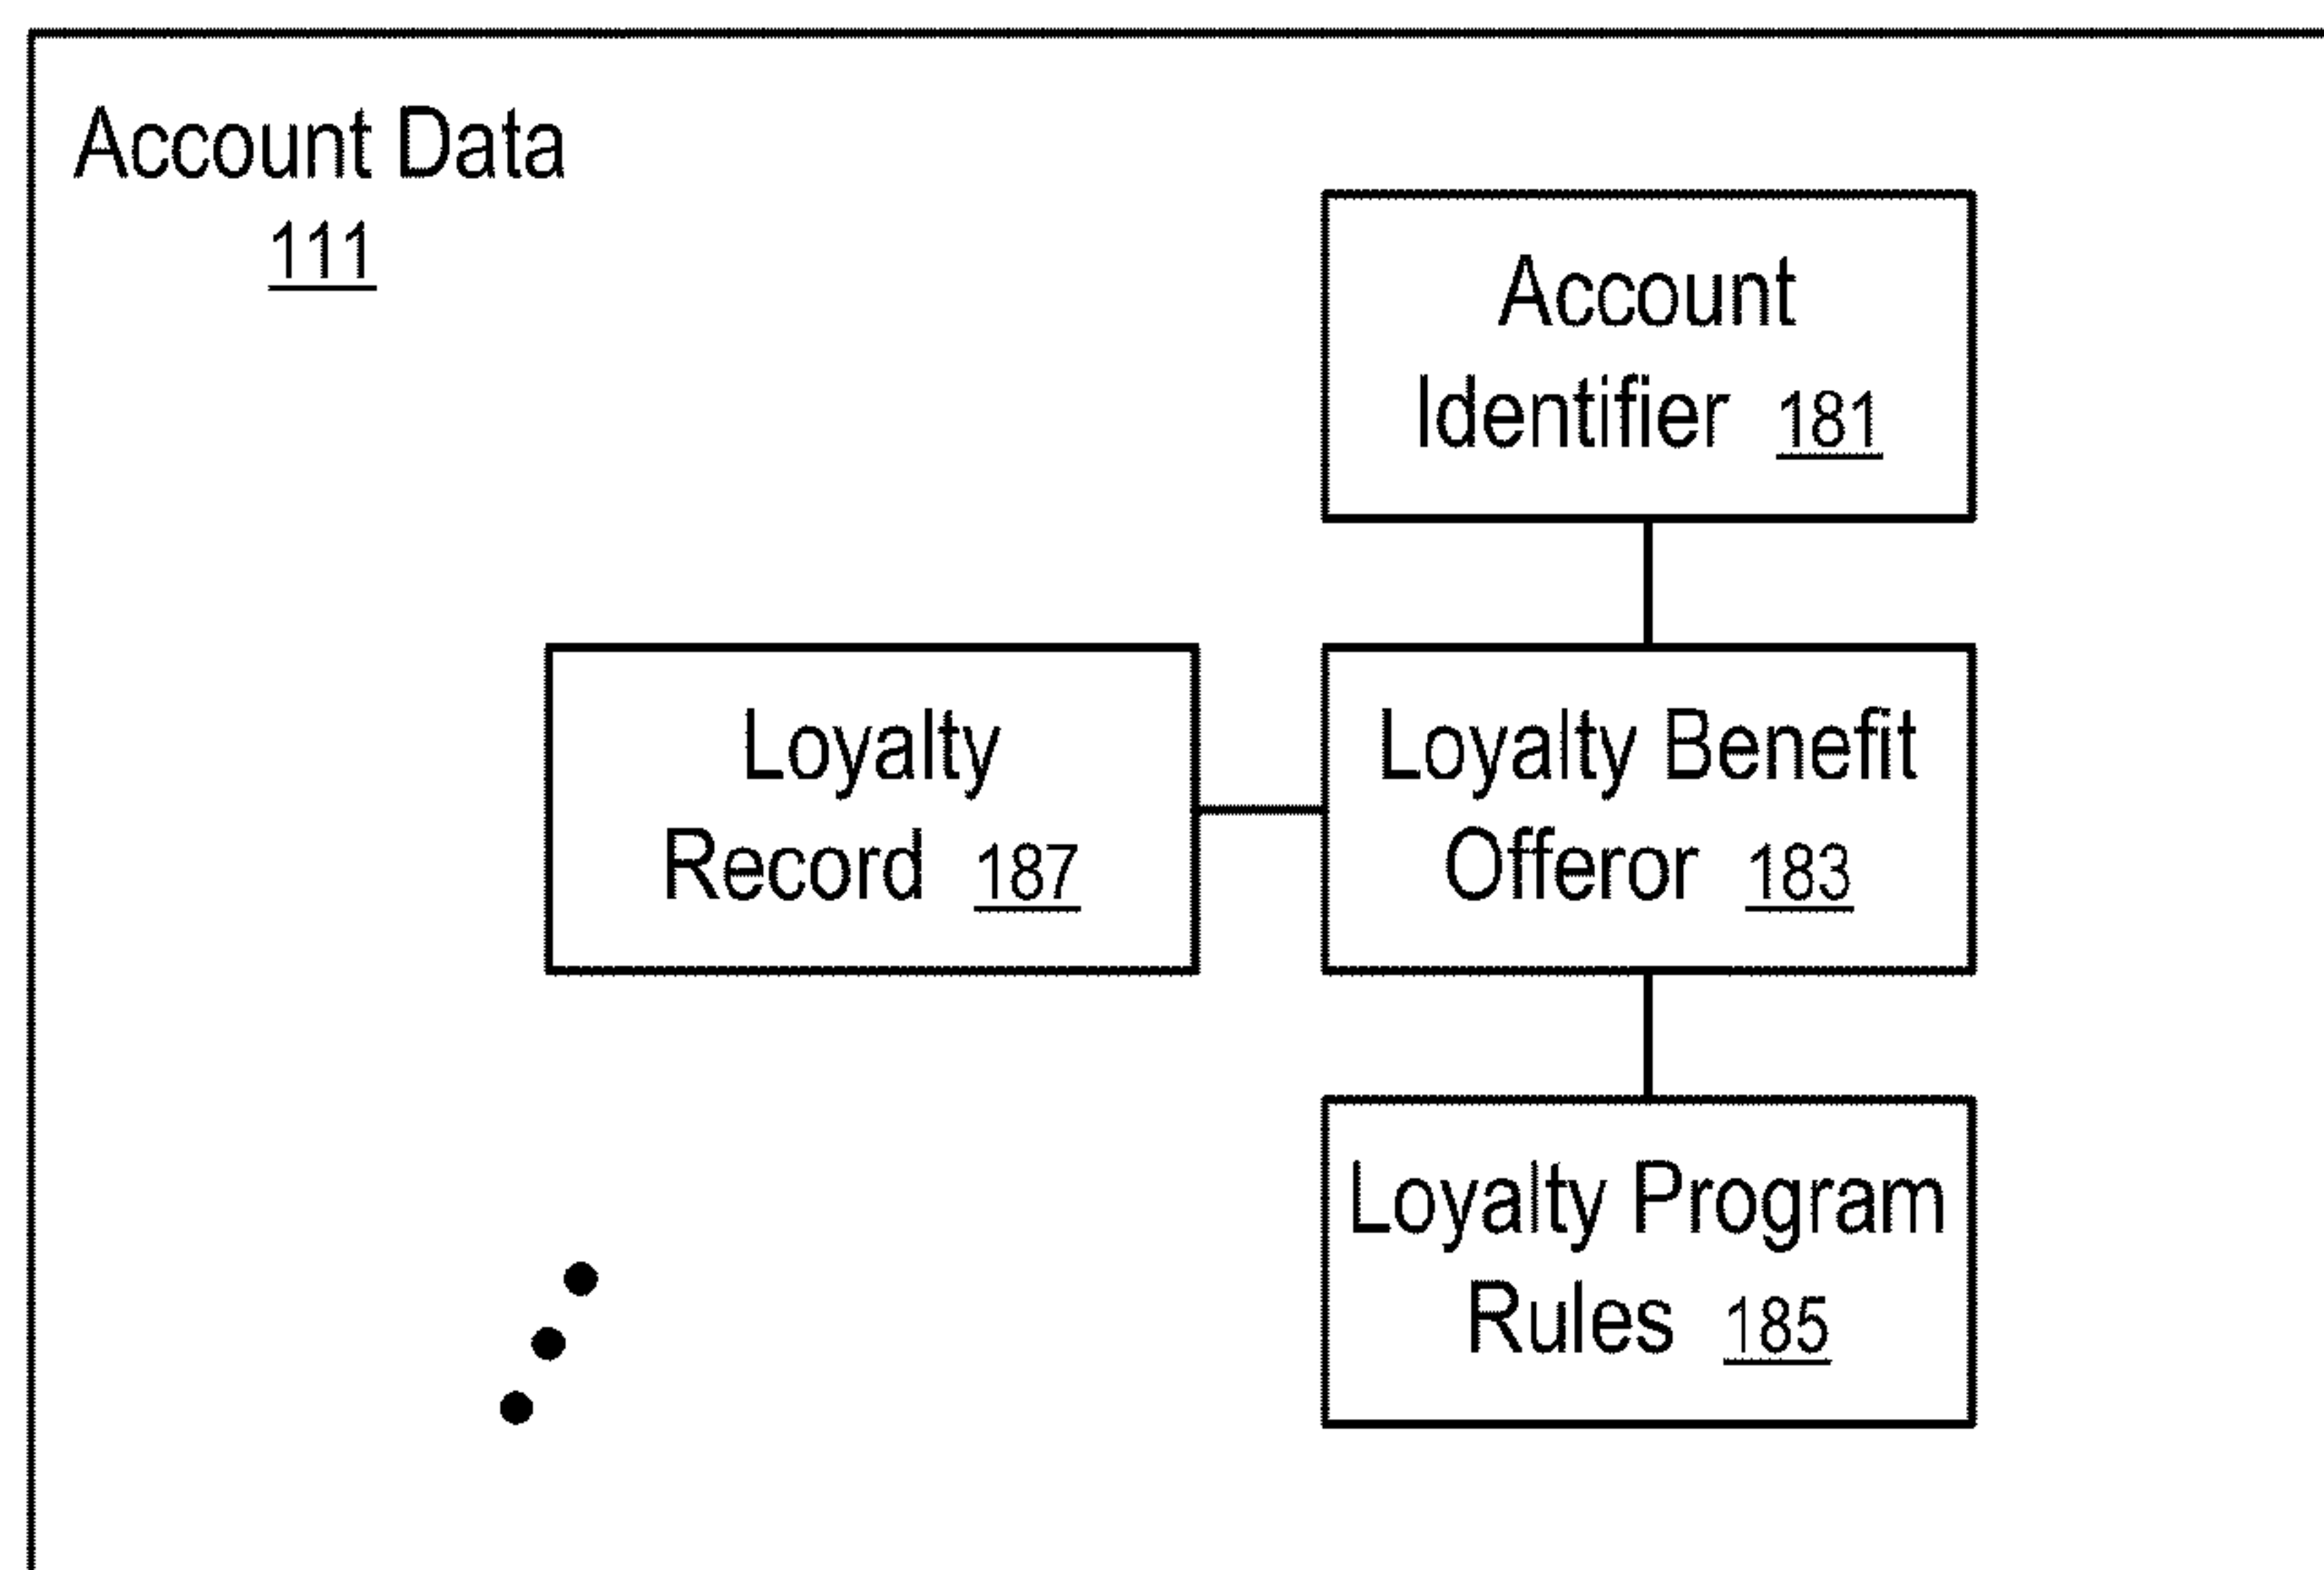 Account Data
111
Account
Identifier 181
Loyalty
Record 187
Loyalty Benefit
Offeror 183
Loyalty Program
Rules 185